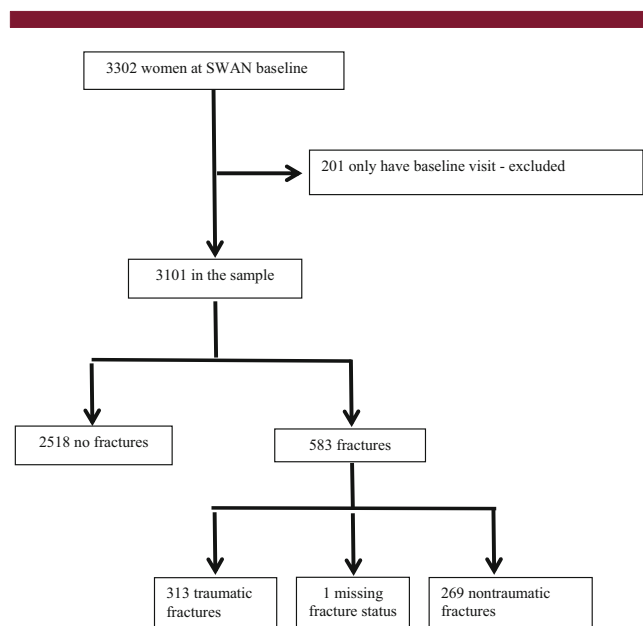 3302 women at SWAN baseline
201 only have baseline visit - excluded
3101 in the sample
2518 no fractures
583 fractures
313 traumatic
fractures
1 missing
fracture status
269 nontraumatic
fractures